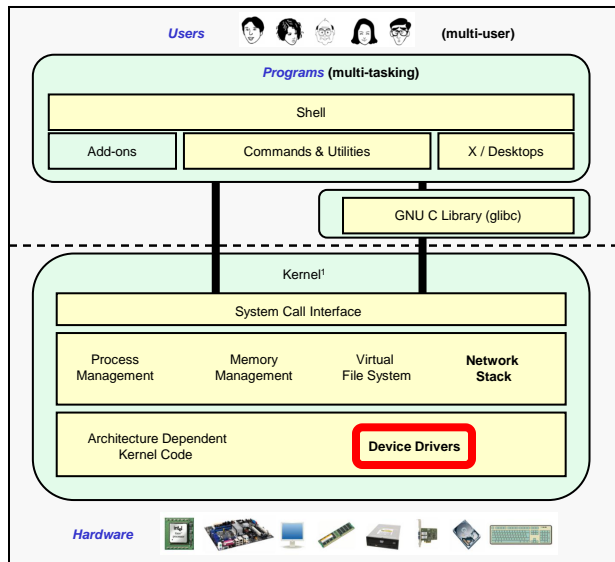 Users (multi-user)
Programs (multi-tasking)
Shell
Add-ons
Commands & Utilities
X / Desktops
GNU C Library (glibc)
Kernel¹
System Call Interface
Process
Management
Memory
Management
Virtual
File System
Network
Stack
Architecture Dependent
Kernel Code
Device Drivers
Hardware